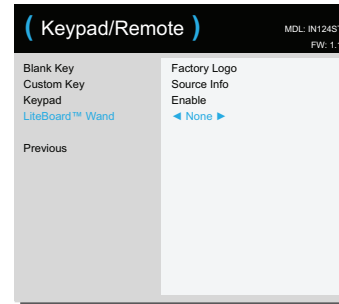 ( Keypad/Remote )
MDL: IN124S
FW: 1.1
Blank Key Factory Logo
Custom Key Source Info
Keypad Enable
LiteBoard™ Wand ◄ None ►
Previous